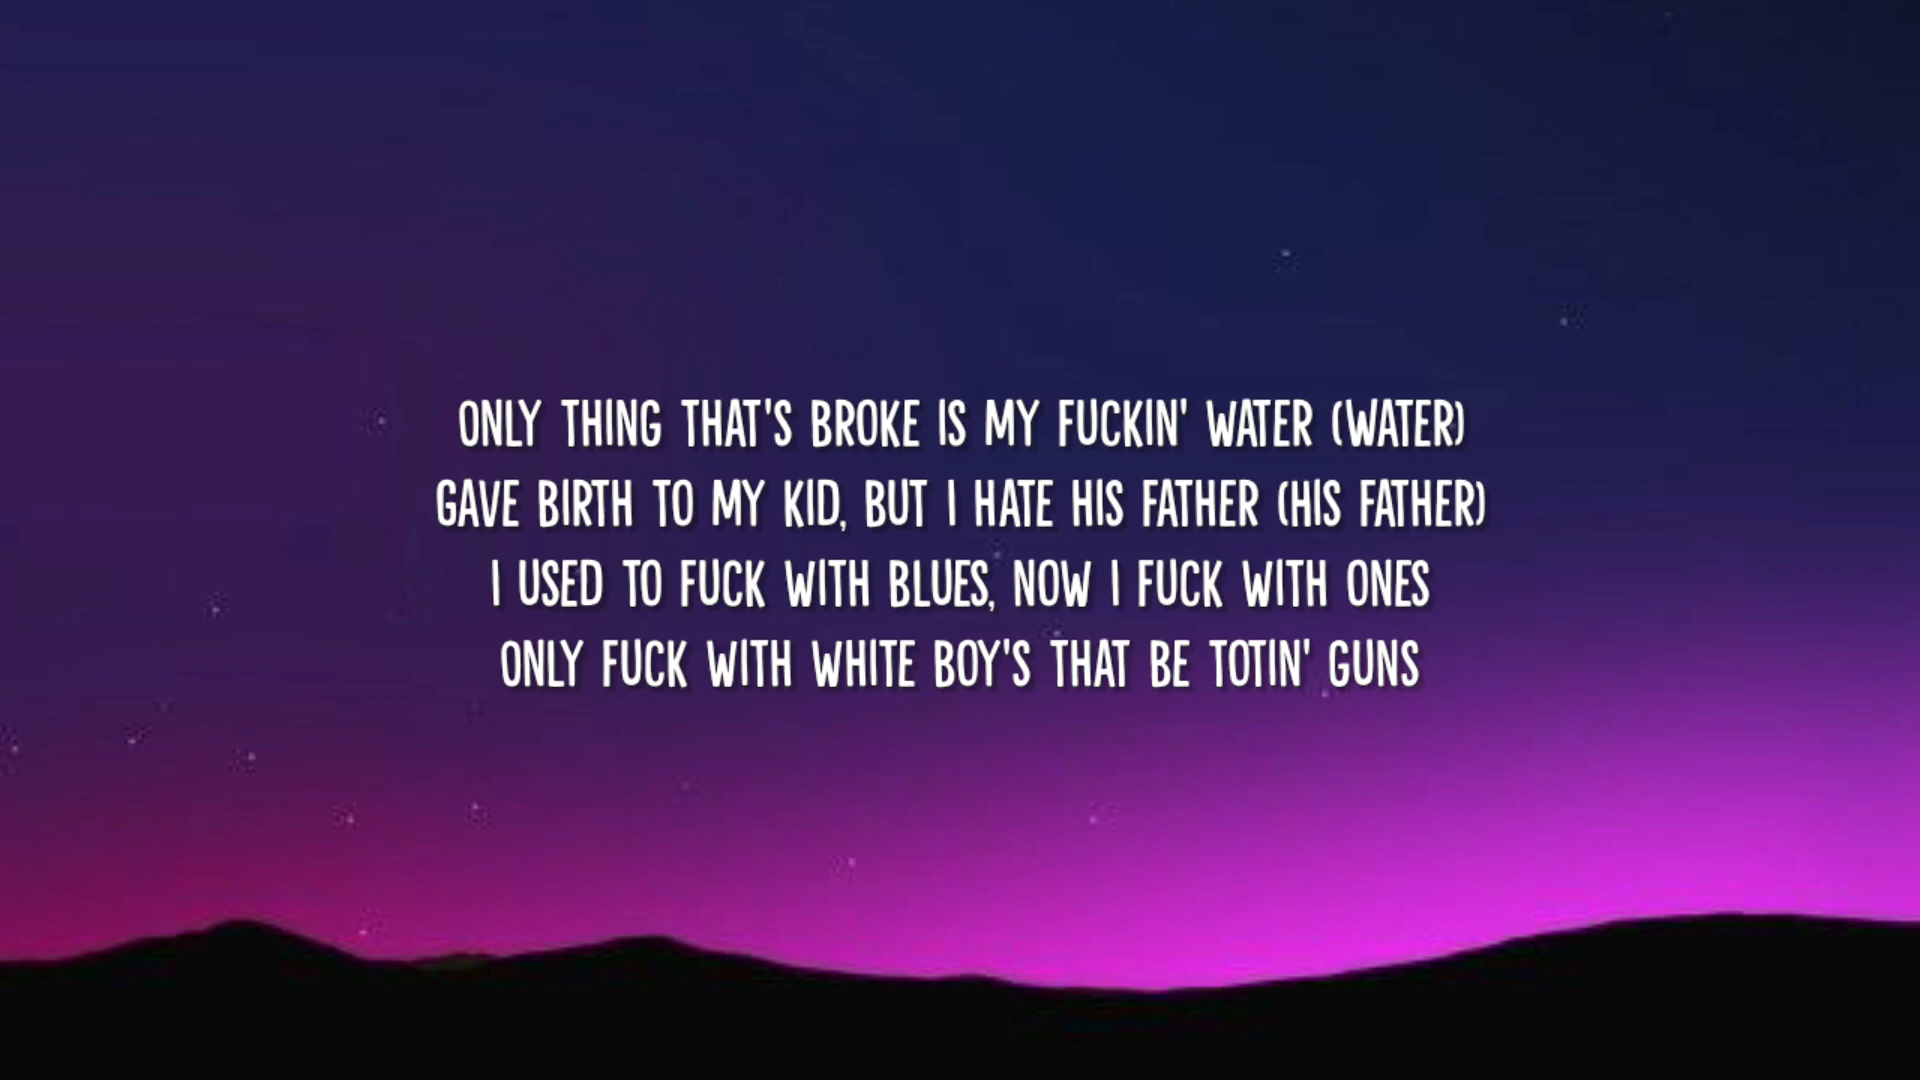 ONLY THING THAT'S BROKE IS MY FUCKIN' WATER (WATER)
GAVE BIRTH TO MY KID, BUT I HATE HIS FATHER (HIS FATHER)
I USED TO FUCK WITH BLUES, NOW I FUCK WITH ONES
ONLY FUCK WITH WHITE BOY'S THAT BE TOTIN' GUNS